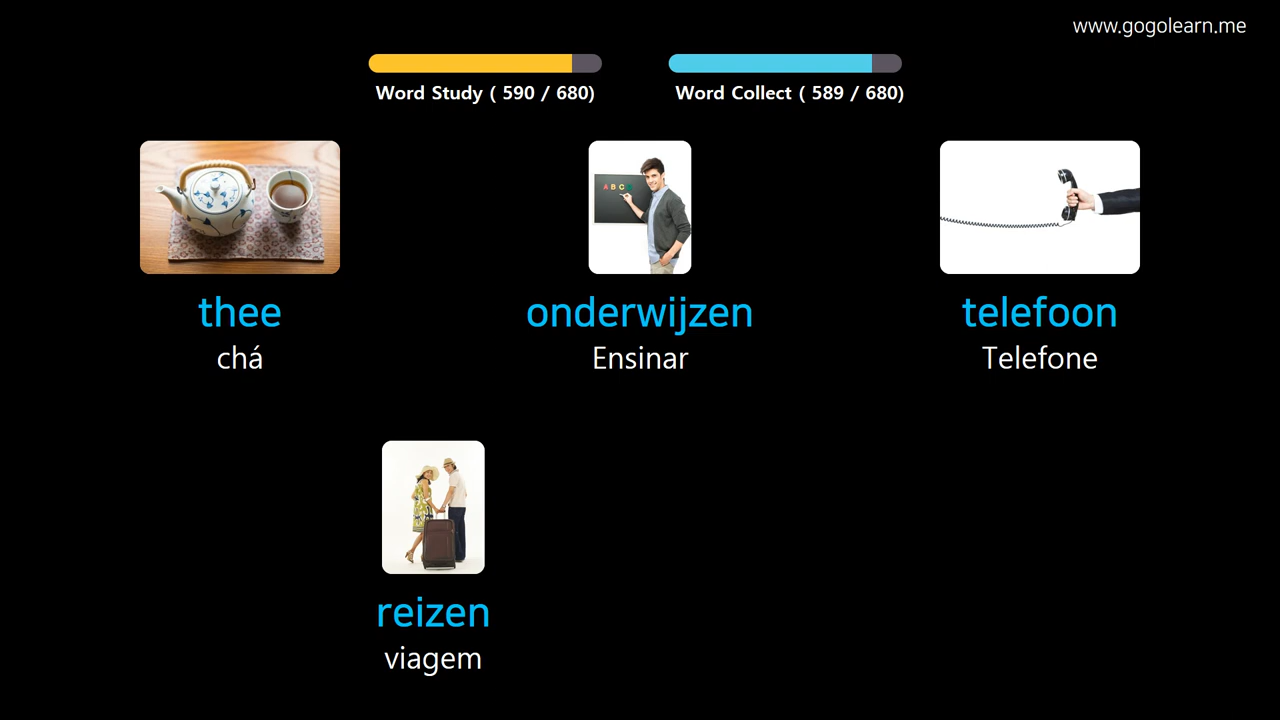 www.gogolearn.me
Word Study ( 590 / 680)
Word Collect ( 589 / 680)
A B C
thee
onderwijzen
telefoon
chá
Ensinar
Telefone
reizen
viagem